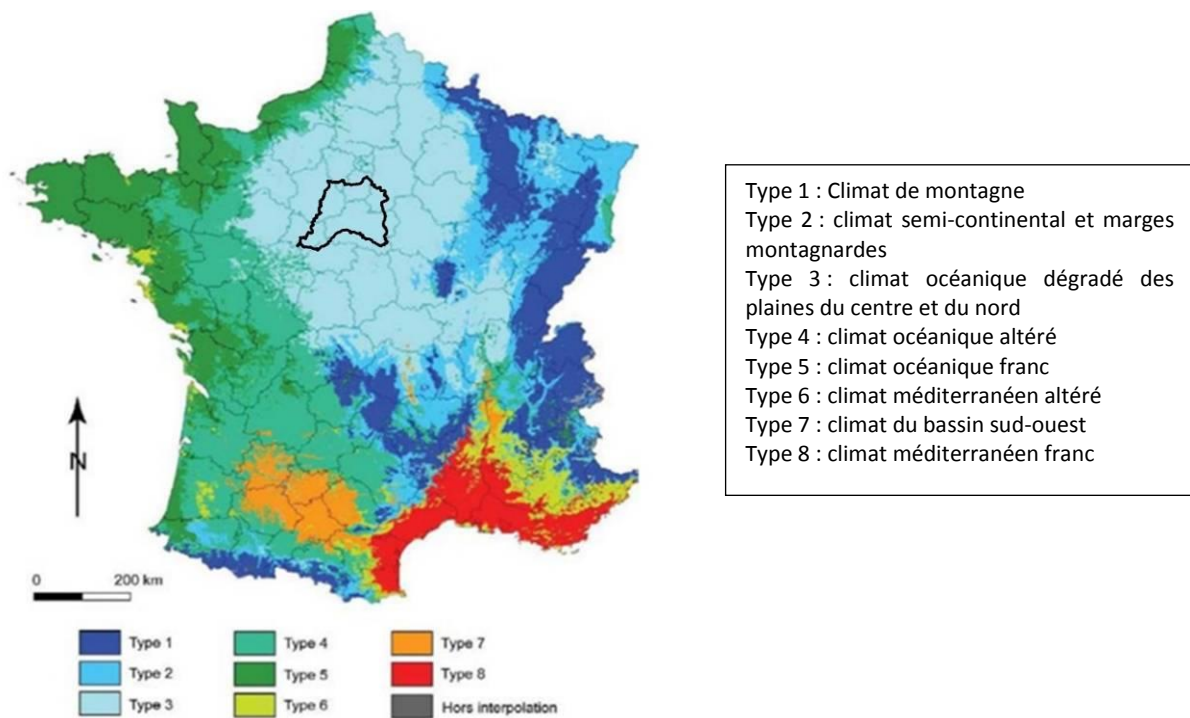 Type 1 : Climat de montagne
Type 2 : climat semi-continental et marges
montagnardes
Type 3 : climat océanique dégradé des
plaines du centre et du nord
Type 4 : climat océanique altéré
Type 5 : climat océanique franc
Type 6 : climat méditerranéen altéré
Type 7 : climat du bassin sud-ouest
Type 8 : climat méditerranéen franc
N
0 200 km
Type 1 Type 4 Type 7
Type 2 Type 5 Type 8
Type 3 Type 6 Hors interpolation